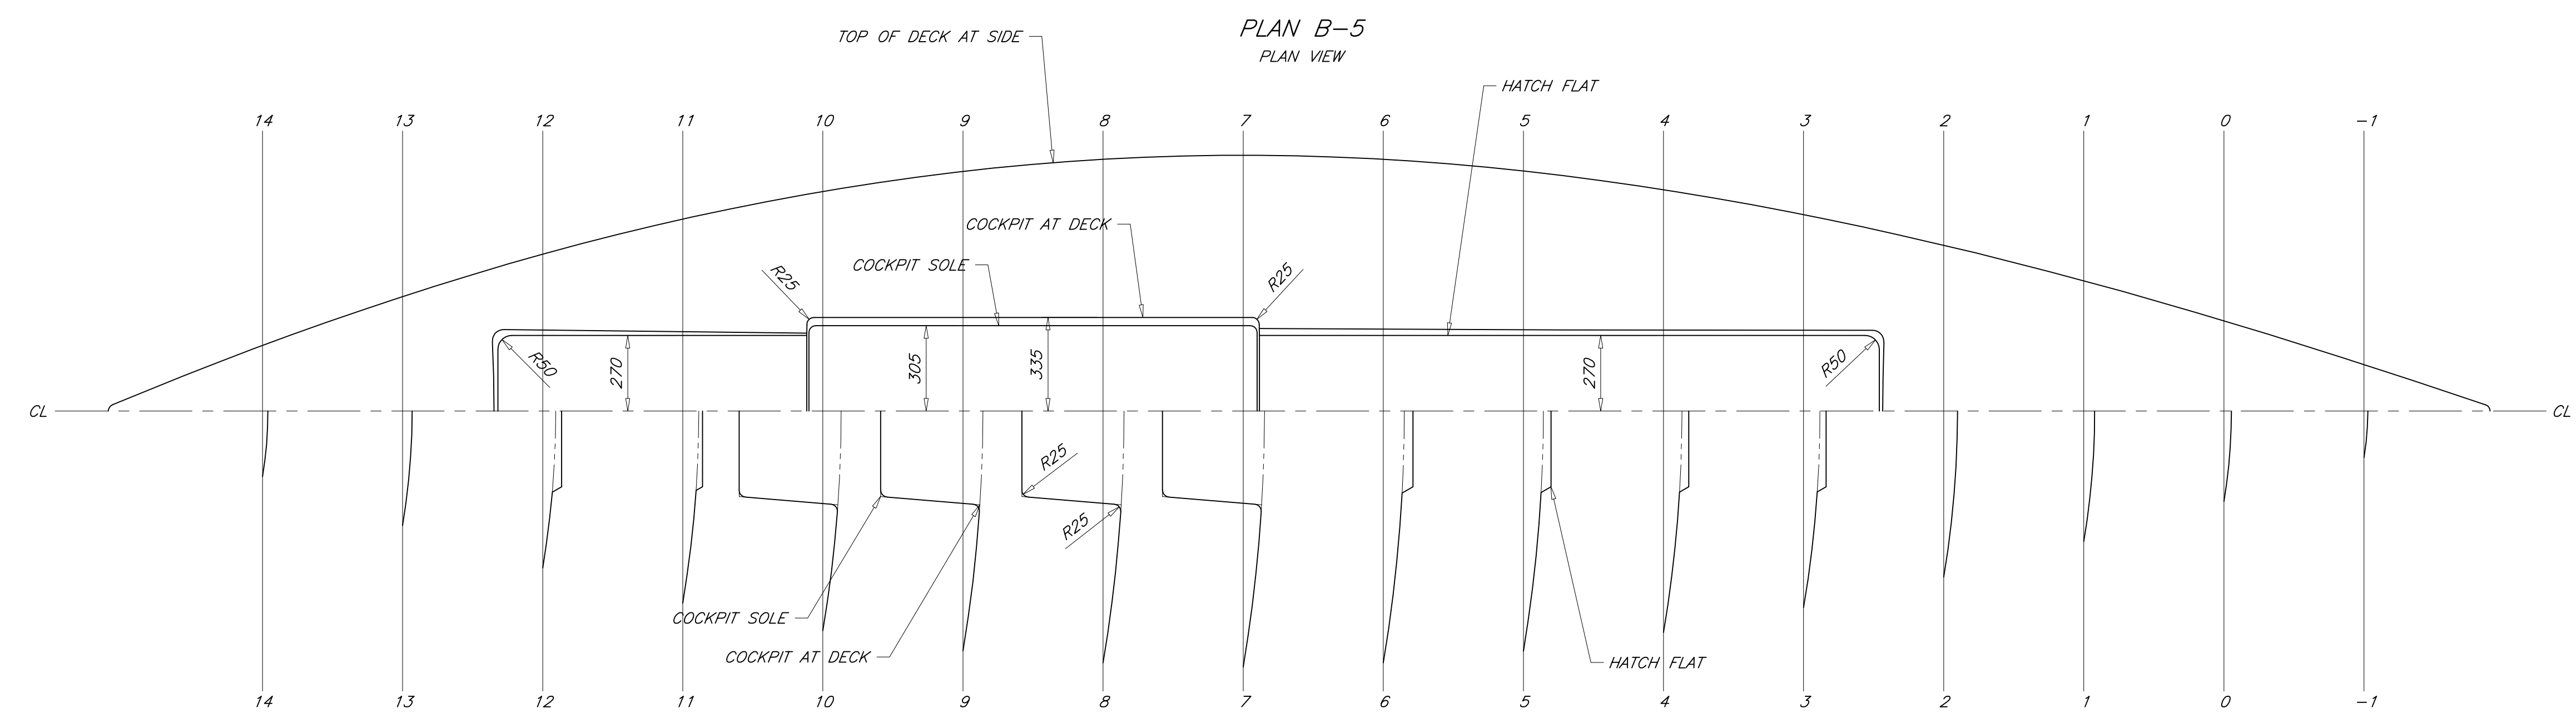 PLAN B-5
TOP OF DECK AT SIDE
PLAN VIEW
HATCH FLAT
14 13 12 11 10 9 8 7 6 5 4 3 2 1 0 -1
COCKPIT AT DECK
COCKPIT SOLE
R25
R25
R50
270
305
335
270
R50
CL
CL
R25
R25
COCKPIT SOLE
COCKPIT AT DECK
HATCH FLAT
14 13 12 11 10 9 8 7 6 5 4 3 2 1 0 -1